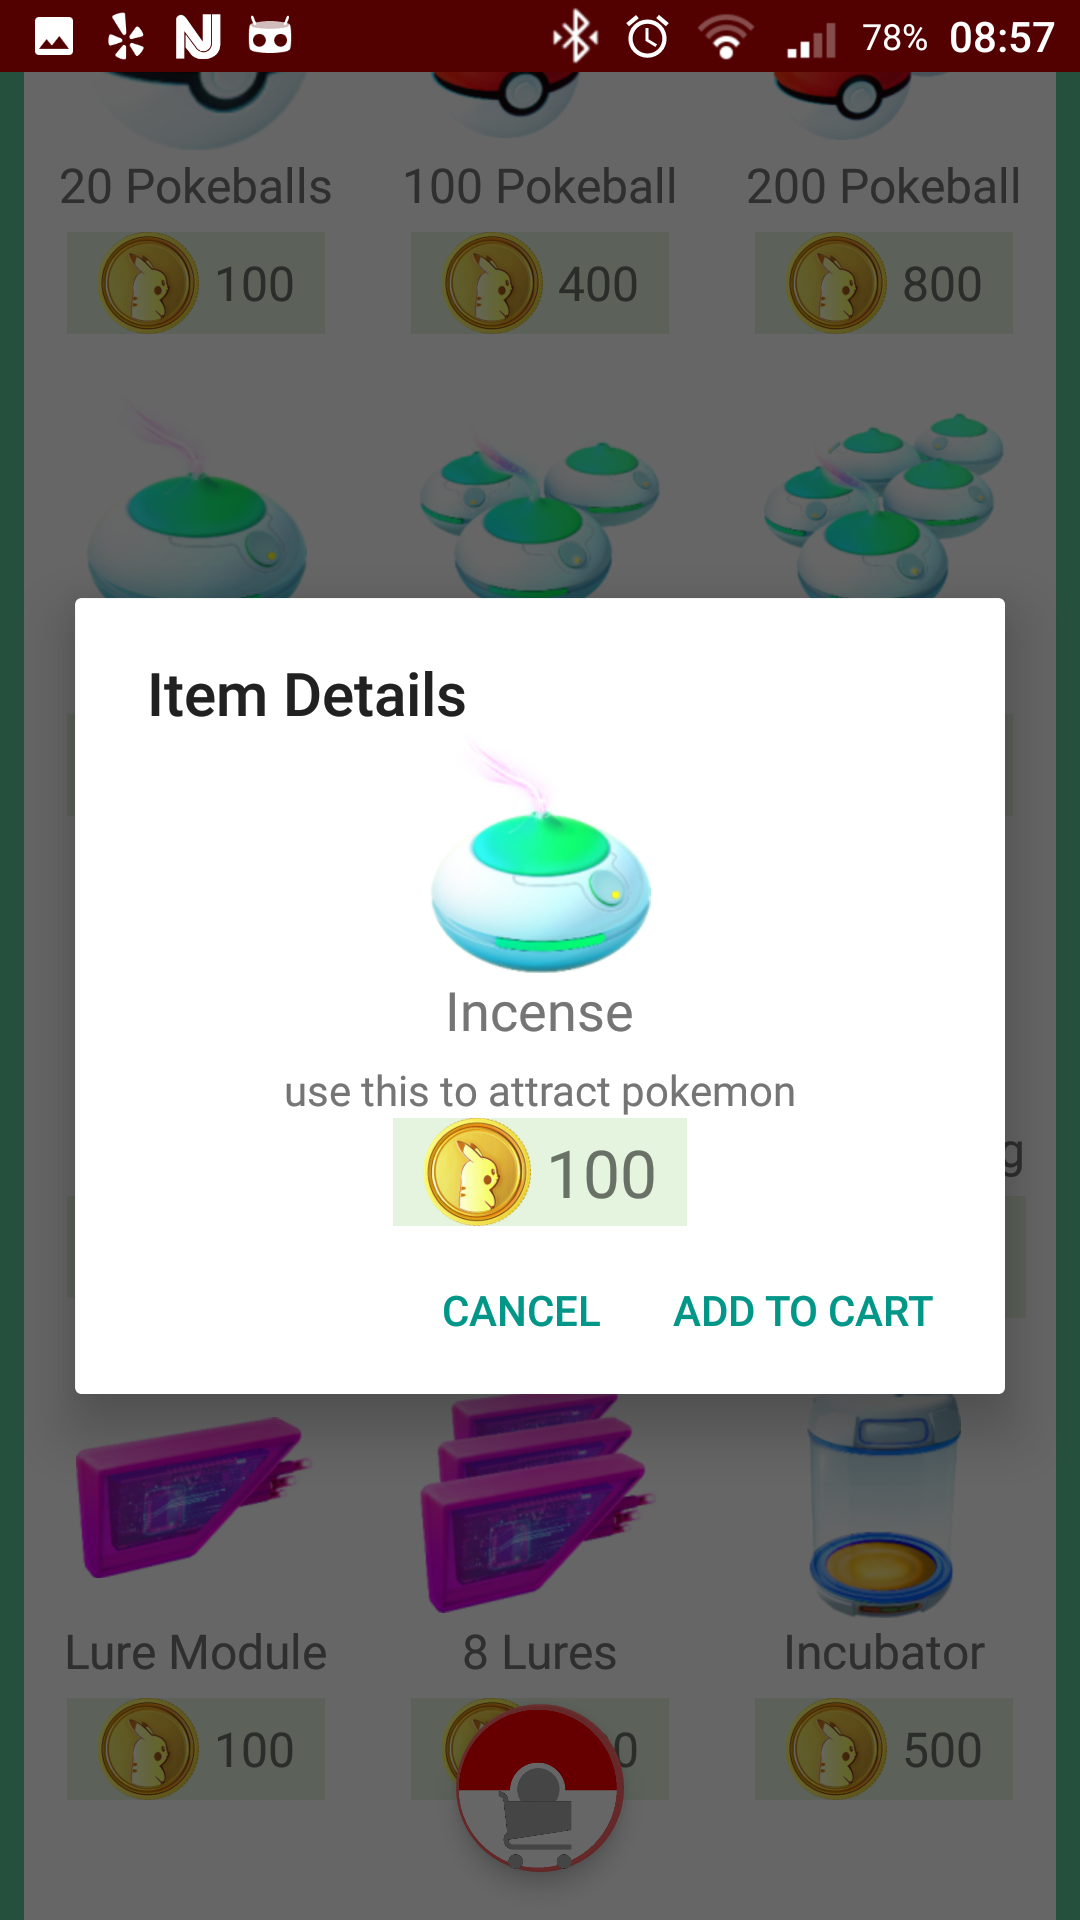 78% 08:57
20 Pokeballs 100 Pokeball 200 Pokeball
100 400 800
Item Details
Incense
use this to attract pokemon
g
100
CANCEL ADD TO CART
Lure Module 8 Lures Incubator
100 0 500